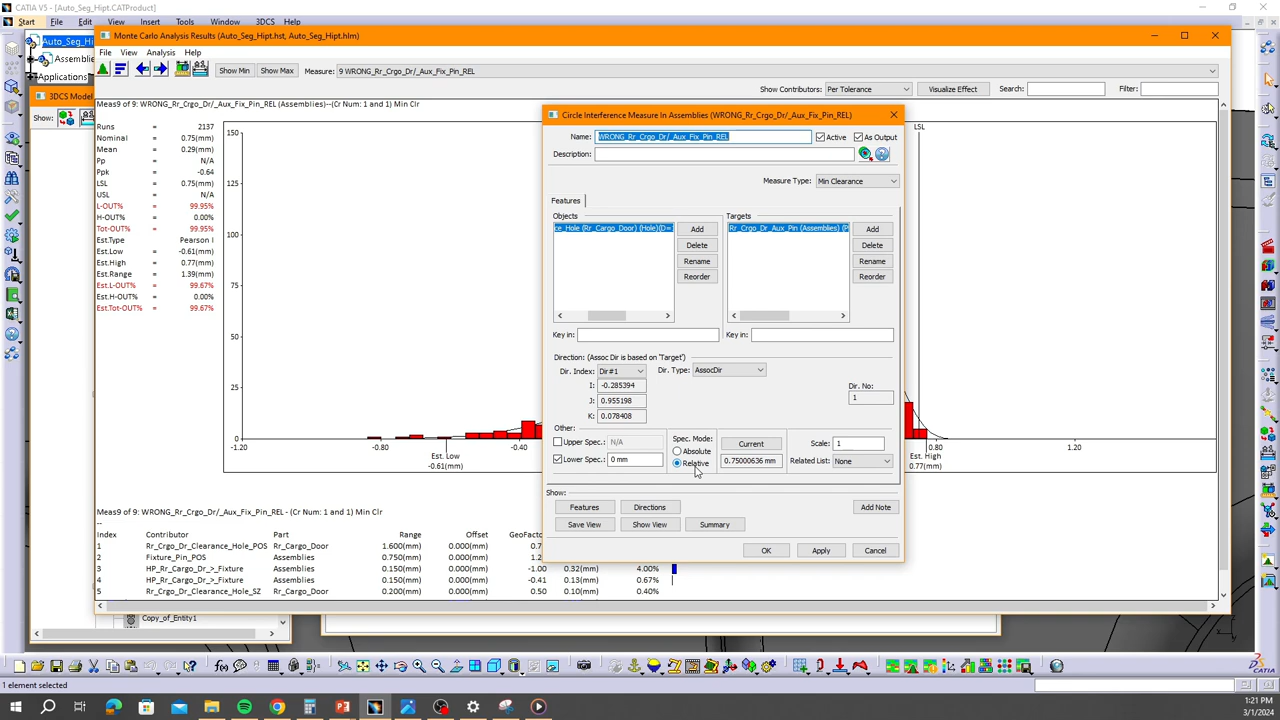 CATIA V5 - [Auto_Seg_Hipt.CATProduct]
Start File Edit View Insert Tools Window 3DCS Help
Auto_Seg_Hipt
Assemblie
Applications
3DCS Mode
Show:
Copy_of_Entity1
Monte Carlo Analysis Results (Auto_Seg_Hipt.hst, Auto_Seg_Hipt.hlm)
File View Analysis Help
Show Min Show Max Measure: 9 WRONG_Rr_Crgo_Dr/_Aux_Fix_Pin_REL
Show Contributors: Per Tolerance Visualize Effect Search: Filter:
Meas9 of 9: WRONG_Rr_Crgo_Dr/_Aux_Fix_Pin_REL (Assemblies)--(Cr Num: 1 and 1) Min Clr
Runs = 2137
Nominal = 0.75(mm)
Mean = 0.29(mm)
Pp = N/A
Ppk = -0.64
LSL = 0.75(mm)
USL = N/A
L-OUT% = 99.95%
H-OUT% = 0.00%
Tot-OUT% = 99.95%
Est.Type = Pearson I
Est.Low = -0.61(mm)
Est.High = 0.77(mm)
Est.Range = 1.39(mm)
Est.L-OUT% = 99.67%
Est.H-OUT% = 0.00%
Est.Tot-OUT% = 99.67%
150
125
100
75
50
25
0
-1.20 -0.80 -0.40 0.80 1.20
Est. Low
-0.61(mm)
LSL
Est. High
0.77(mm)
Meas9 of 9: WRONG_Rr_Crgo_Dr/_Aux_Fix_Pin_REL - (Cr Num: 1 and 1) Min Clr
--
Index Contributor Part Range Offset GeoFacto
1 Rr_Crgo_Dr_Clearance_Hole_POS Rr_Cargo_Door 1.600(mm) 0.000(mm) 0.7
2 Fixture_Pin_POS Assemblies 0.750(mm) 0.000(mm) 1.2
3 HP_Rr_Cargo_Dr_>_Fixture Assemblies 0.150(mm) 0.000(mm) -1.00 0.32(mm) 4.00%
4 HP_Rr_Cargo_Dr_>_Fixture Assemblies 0.150(mm) 0.000(mm) -0.41 0.13(mm) 0.67%
5 Rr_Crgo_Dr_Clearance_Hole_SZ Rr_Cargo_Door 0.200(mm) 0.000(mm) 0.50 0.10(mm) 0.40%
Circle Interference Measure In Assemblies (WRONG_Rr_Crgo_Dr/_Aux_Fix_Pin_REL)
Name: WRONG_Rr_Crgo_Dr/_Aux_Fix_Pin_REL Active As Output
Description:
Measure Type: Min Clearance
Features
Objects Targets
ce_Hole (Rr_Cargo_Door) (Hole)(D= Add Rr_Crgo_Dr_Aux_Pin (Assemblies) (P Add
Delete Delete
Rename Rename
Reorder Reorder
Key in: Key in:
Direction: (Assoc Dir is based on 'Target')
Dir. Index: Dir#1 Dir. Type: AssocDir
I: -0.285394
J: 0.955198
K: 0.078408
Dir. No:
1
Other:
Upper Spec.: N/A
Lower Spec.: 0 mm
Spec. Mode:
Absolute
Relative
Current
0.75000636 mm
Scale: 1
Related List: None
Show:
Features Directions Add Note
Save View Show View Summary
OK Apply Cancel
1 element selected
CATIA
1:21 PM
3/1/2024